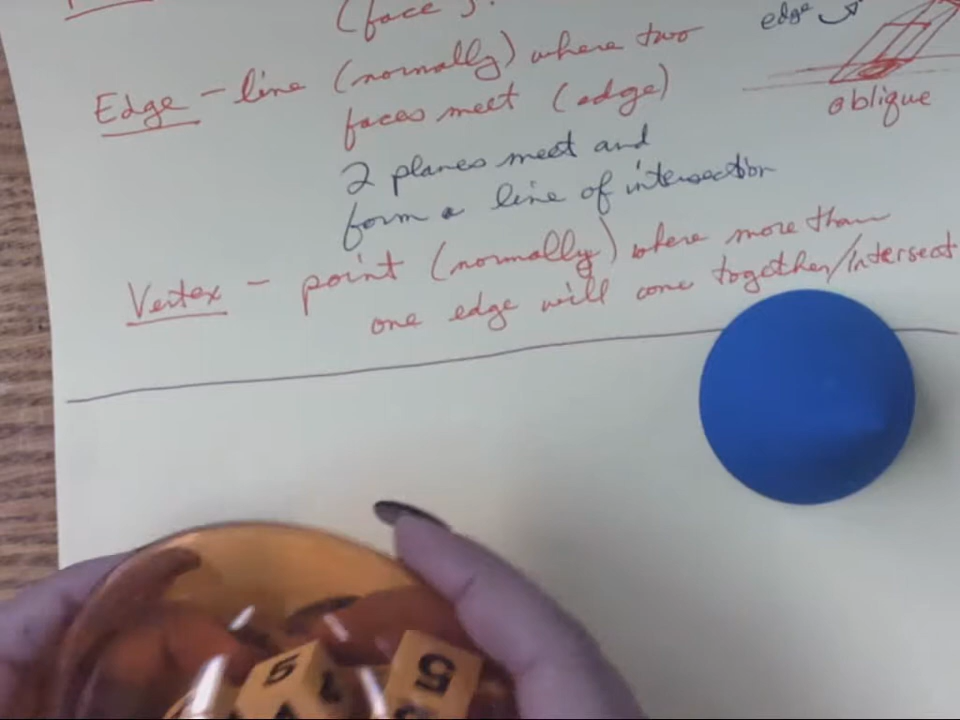 (face).
edge
Edge - line (normally) where two
faces meet (edge)
oblique
2 planes meet and
form a line of intersection
Vertex - point (normally) where more than
one edge will come together/intersect
5
5